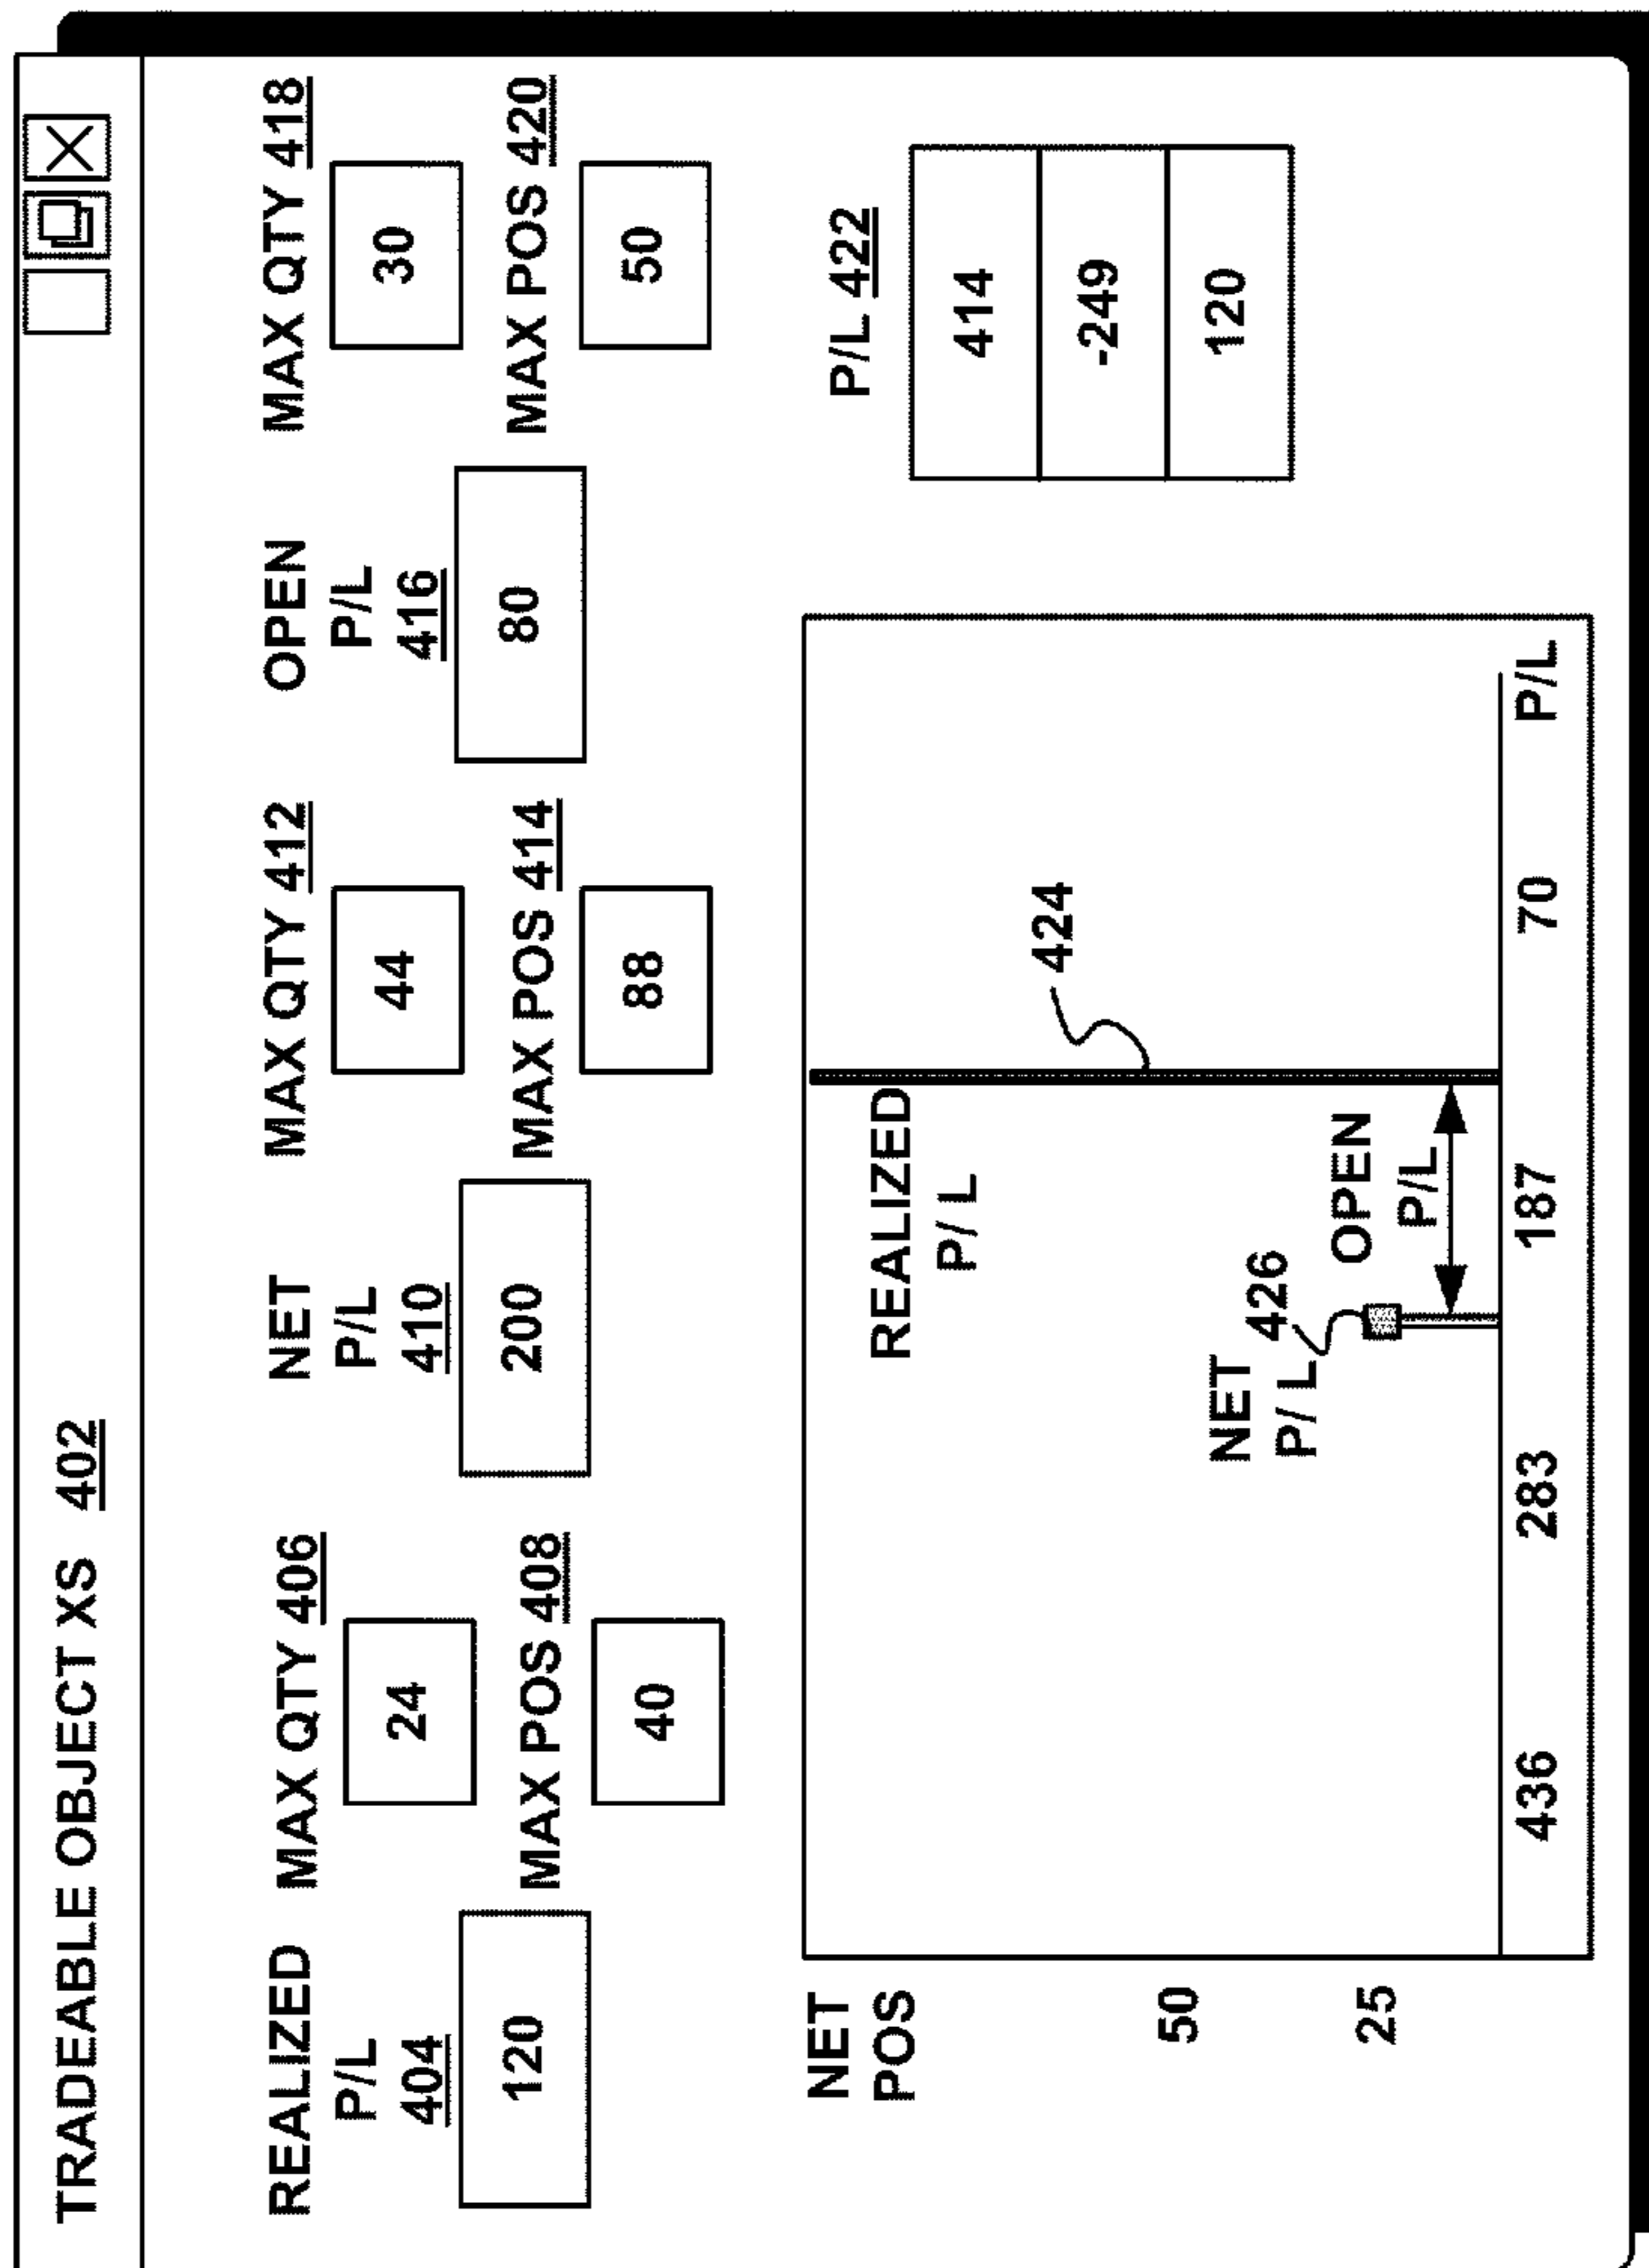 TRADEABLE OBJECT XS 402
REALIZED
P/L
404
120
MAX QTY 406
24
MAX POS 408
40
NET
P/L
410
200
MAX QTY 412
44
MAX POS 414
88
OPEN
P/L
416
80
MAX QTY 418
30
MAX POS 420
50
NET
POS
50
25
REALIZED
P/ L
424
NET 426
P/ L
OPEN
P/L
436 283 187 70 P/L
P/L 422
414
-249
120